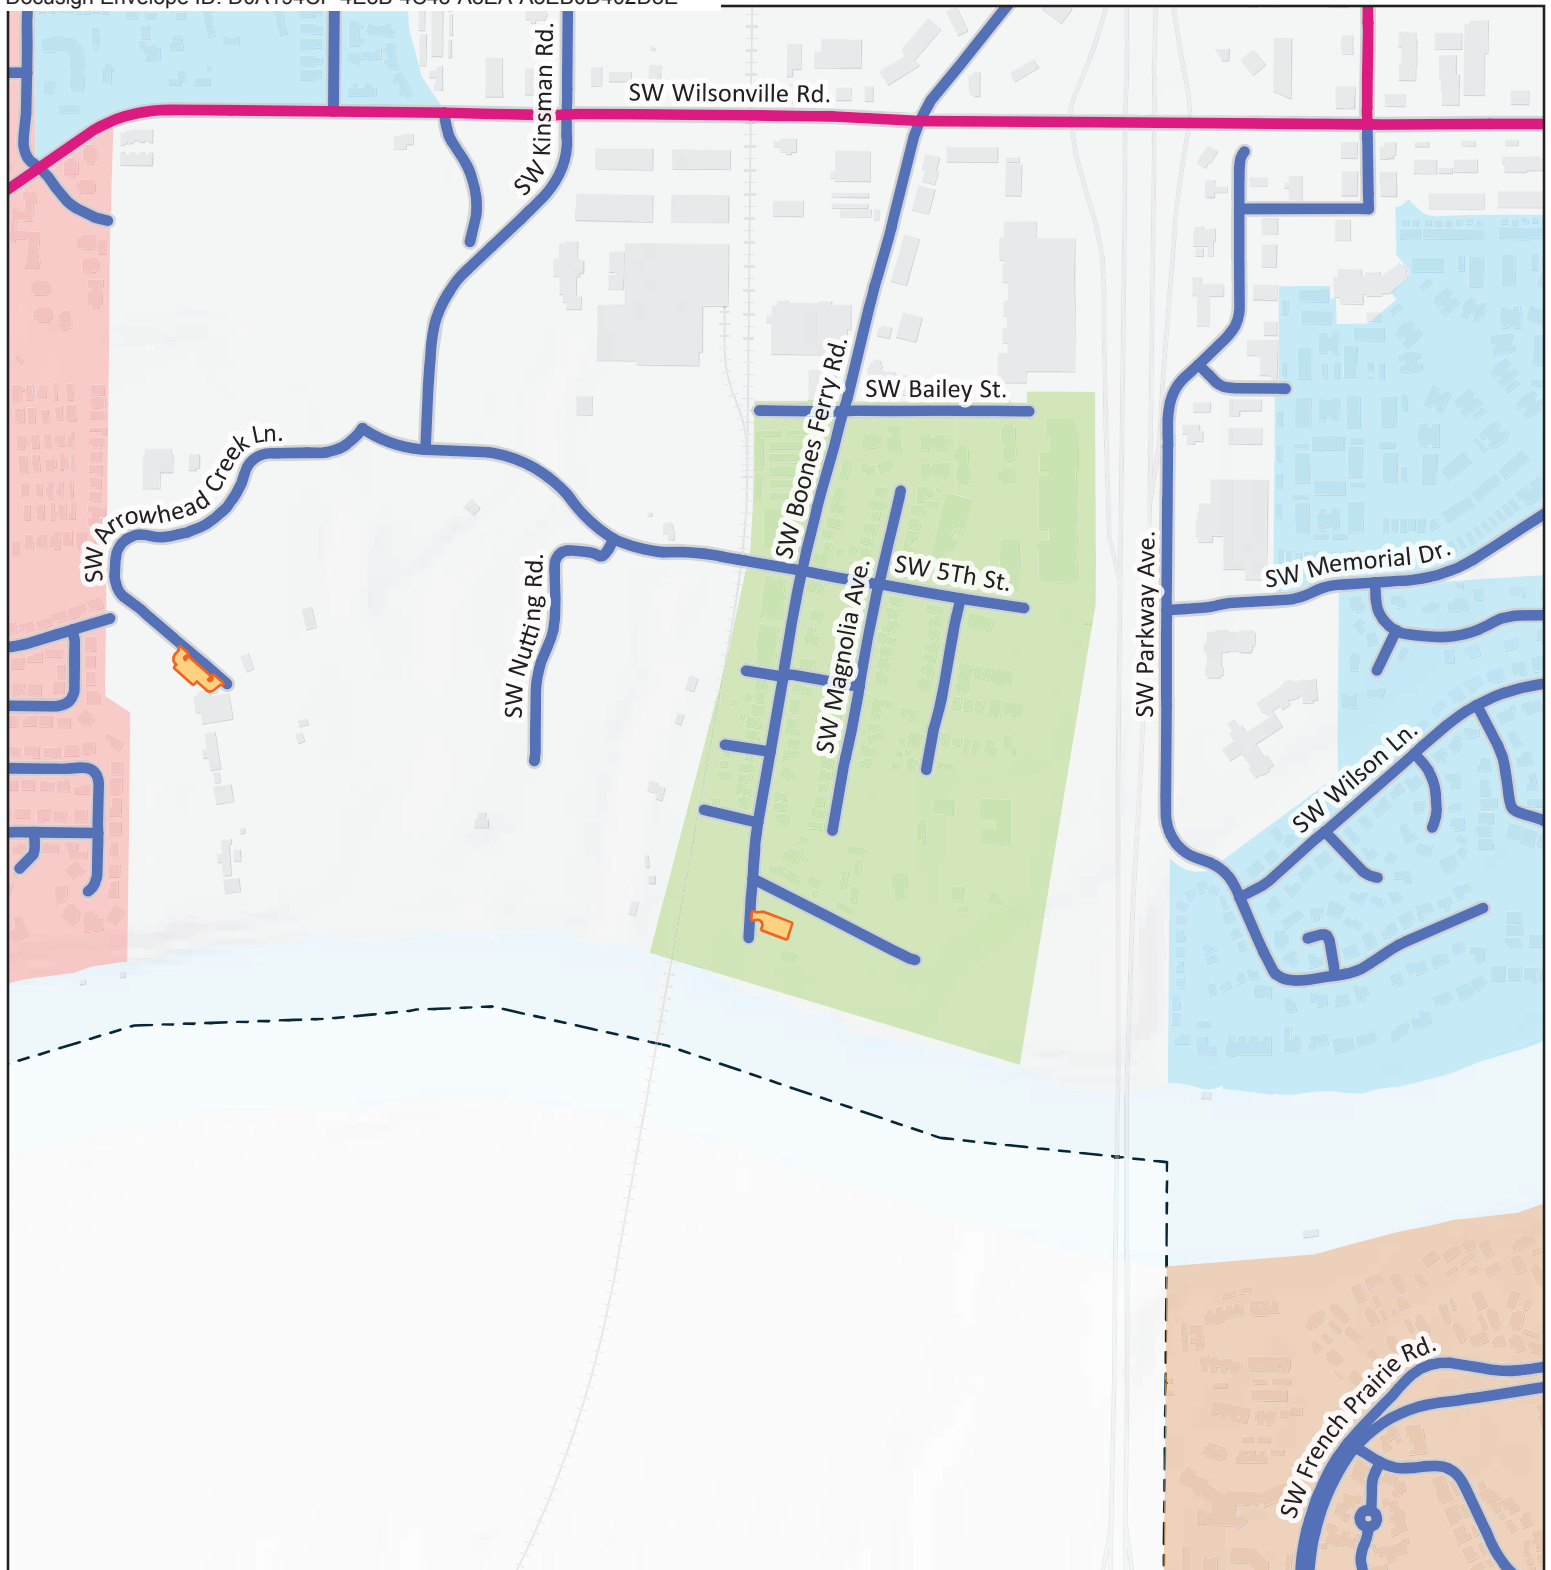 SW Kinsman Rd.
SW Wilsonville Rd.
SW Boones Ferry Rd.
SW Bailey St.
SW Arrowhead Creek Ln.
SW Nutting Rd.
SW Magnolia Ave.
SW 5Th St.
SW Parkway Ave.
SW Memorial Dr.
SW Wilson Ln.
SW French Prairie Rd.